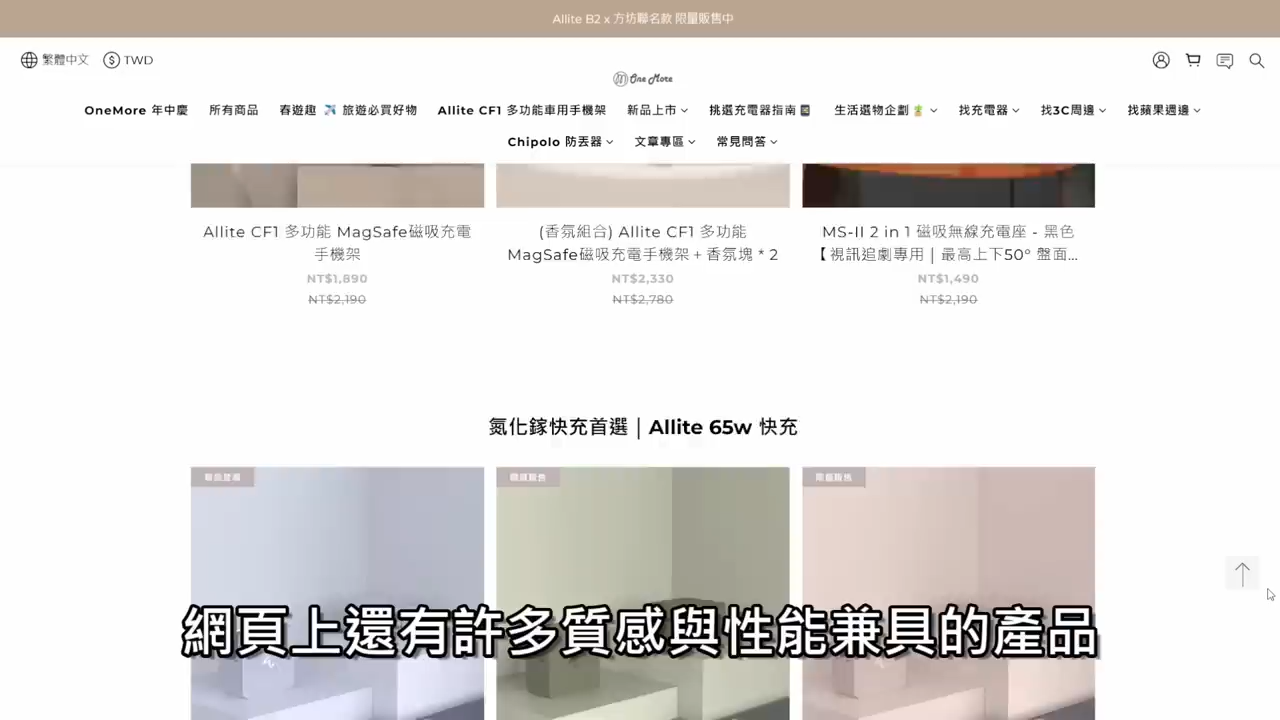 Allite B2 x 方坊聯名款 限量販售中
繁體中文
TWD
One More
OneMore 年中慶
所有商品
春遊趣 ✈️ 旅遊必買好物
Allite CF1 多功能車用手機架
新品上市
挑選充電器指南
生活選物企劃
找充電器
找3C周邊
找蘋果週邊
Chipolo 防丟器
文章專區
常見問答
Allite CF1 多功能 MagSafe磁吸充電
手機架
NT$1,890
NT$2,190
(香氛組合) Allite CF1 多功能
MagSafe磁吸充電手機架 + 香氛塊 * 2
NT$2,330
NT$2,780
MS-II 2 in 1 磁吸無線充電座 - 黑色
【視訊追劇專用｜最高上下50° 盤面...
NT$1,490
NT$2,190
氮化鎵快充首選｜Allite 65w 快充
限量販售
網頁上還有許多質感與性能兼具的產品